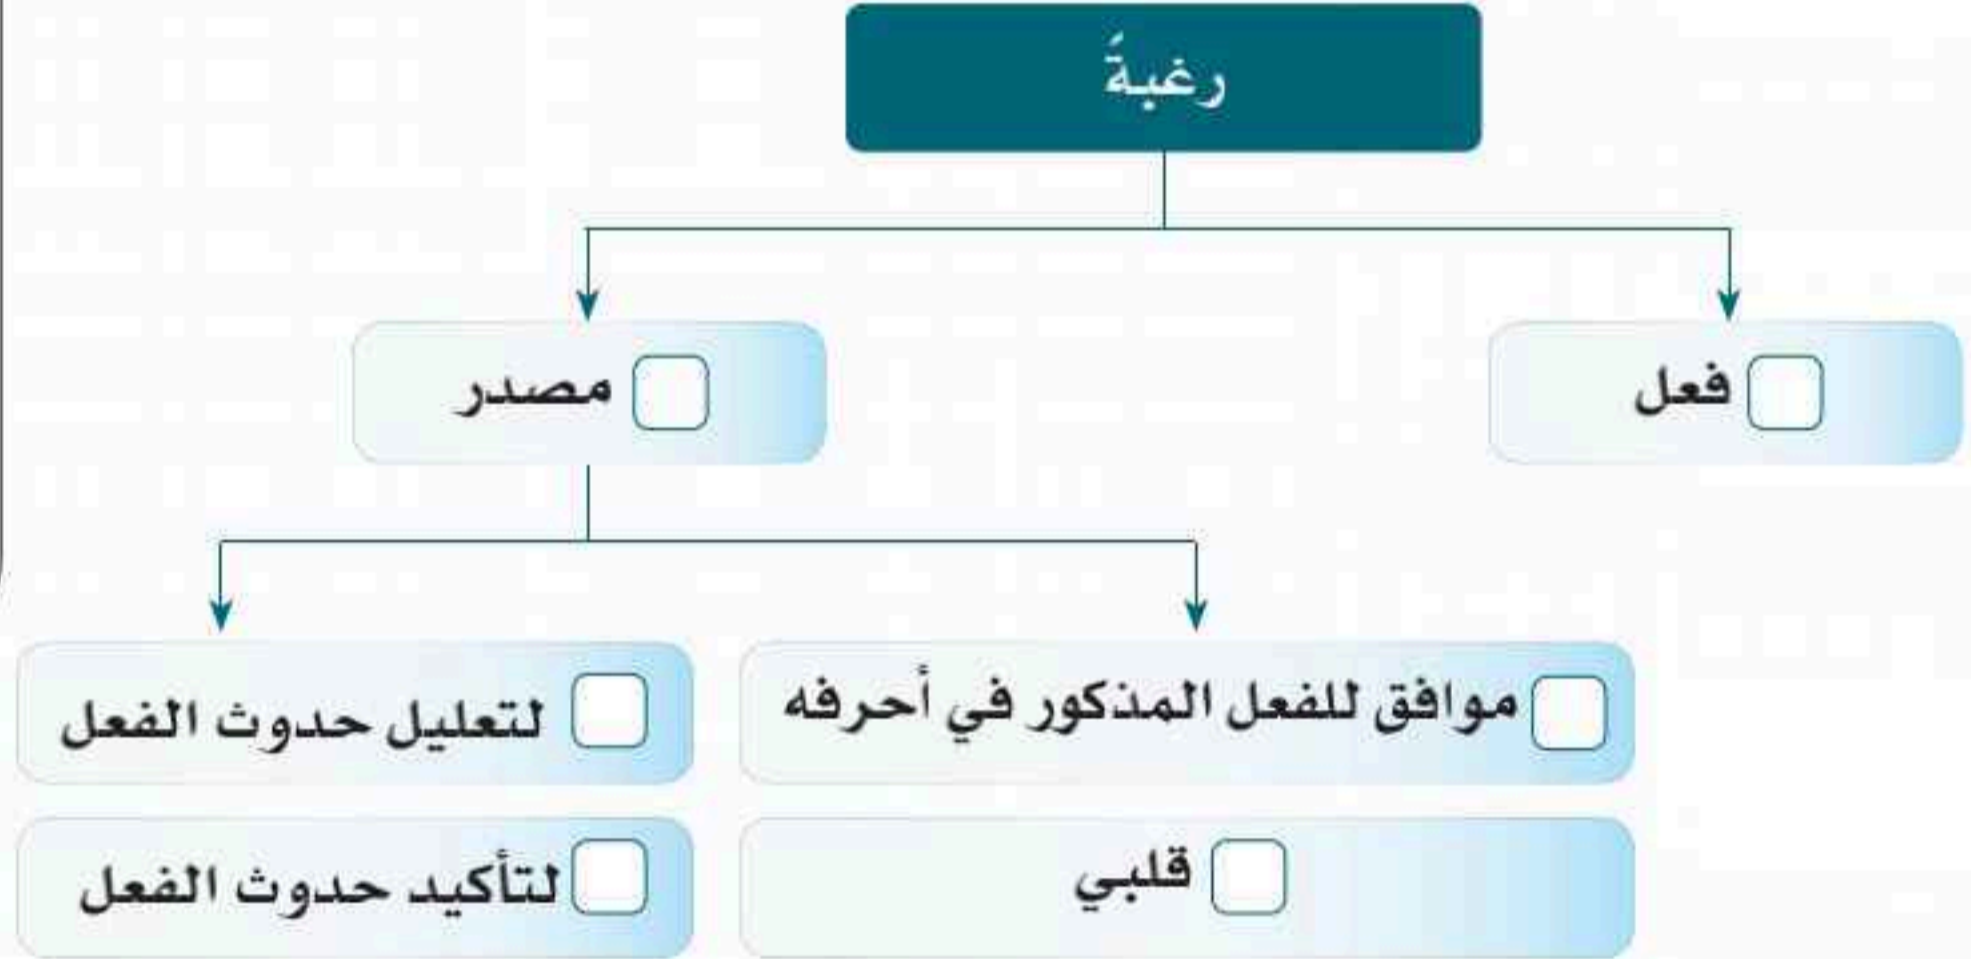 رغبةً
فعل
مصدر
موافق للفعل المذكور في أحرفه
لتعليل حدوث الفعل
قلبي
لتأكيد حدوث الفعل